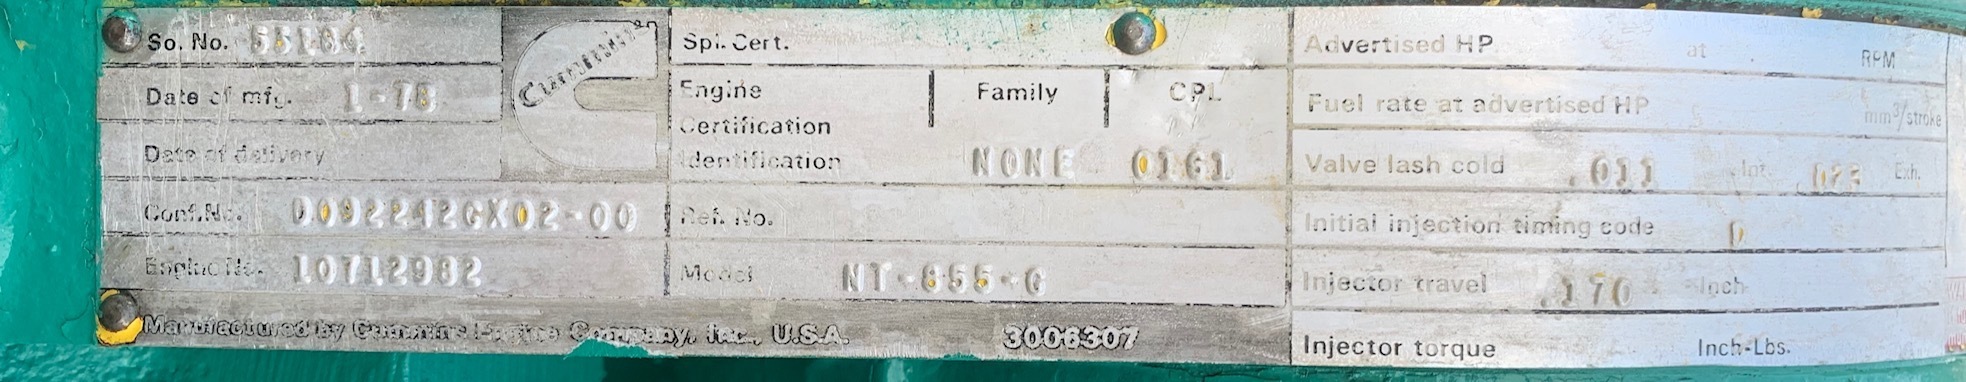 So. No. 55184
Date of mfg. 1-78
Date of delivery
Conf.No. D092242GX02-00
Engine No. 10712982
Cummins
Spl. Cert.
Engine Certification Identification
Family
NONE
CPL
0161
Ref. No.
Model NT-855-G
Manufactured by Cummins Engine Company, Inc., U.S.A. 3006307
Advertised HP at RPM
Fuel rate at advertised HP mm³/stroke
Valve lash cold .011 Int. .023 Exh.
Initial injection timing code D
Injector travel .170 Inch
Injector torque Inch-Lbs.